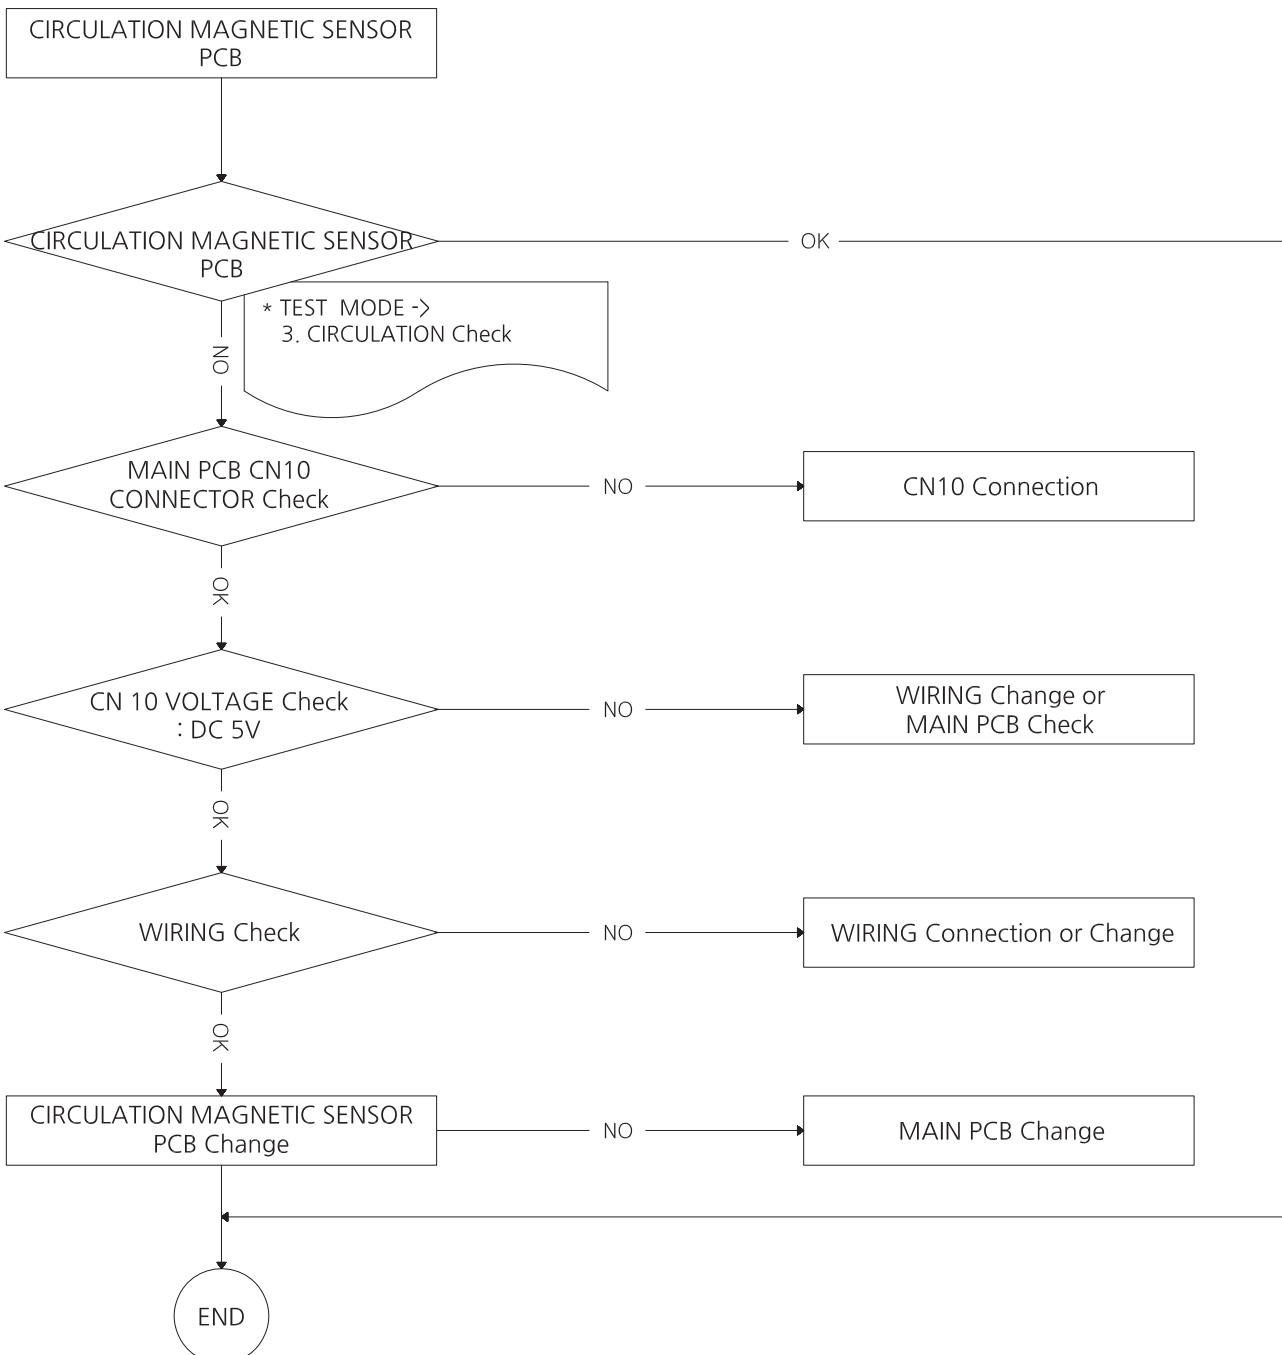 CIRCULATION MAGNETIC SENSOR
PCB
CIRCULATION MAGNETIC SENSOR
PCB
OK
* TEST MODE ->
3. CIRCULATION Check
NO
MAIN PCB CN10
CONNECTOR Check
NO
CN10 Connection
OK
CN 10 VOLTAGE Check
: DC 5V
NO
WIRING Change or
MAIN PCB Check
OK
WIRING Check
NO
WIRING Connection or Change
OK
CIRCULATION MAGNETIC SENSOR
PCB Change
NO
MAIN PCB Change
END